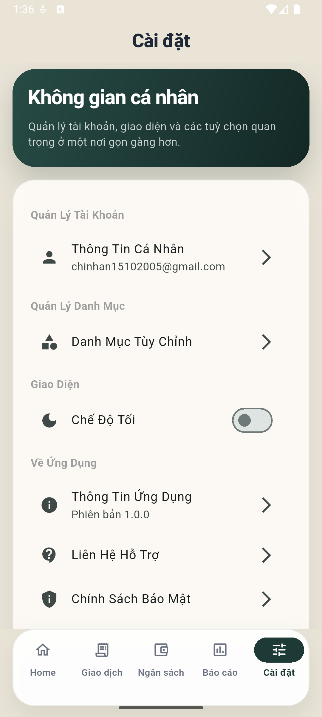 1:36
Cài đặt
Không gian cá nhân
Quản lý tài khoản, giao diện và các tuỳ chọn quan
trọng ở một nơi gọn gàng hơn.
Quản Lý Tài Khoản
Thông Tin Cá Nhân
chinhan15102005@gmail.com
Quản Lý Danh Mục
Danh Mục Tùy Chỉnh
Giao Diện
Chế Độ Tối
Về Ứng Dụng
Thông Tin Ứng Dụng
Phiên bản 1.0.0
Liên Hệ Hỗ Trợ
Chính Sách Bảo Mật
Home Giao dịch Ngân sách Báo cáo Cài đặt